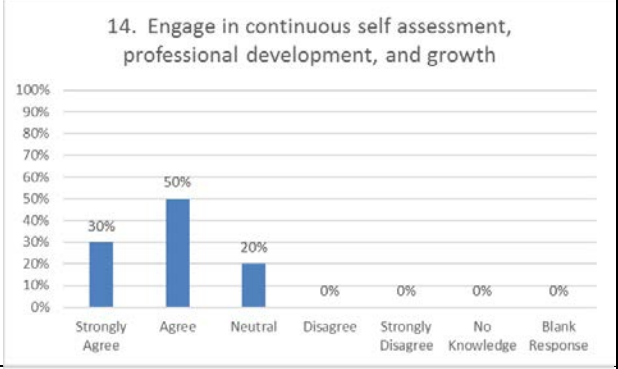 14. Engage in continuous self assessment,
professional development, and growth
100%
90%
80%
70%
60%
50%
40%
30%
20%
10%
0%
30%
50%
20%
0%
0%
0%
0%
Strongly Agree
Agree
Neutral
Disagree
Strongly Disagree
No Knowledge
Blank Response